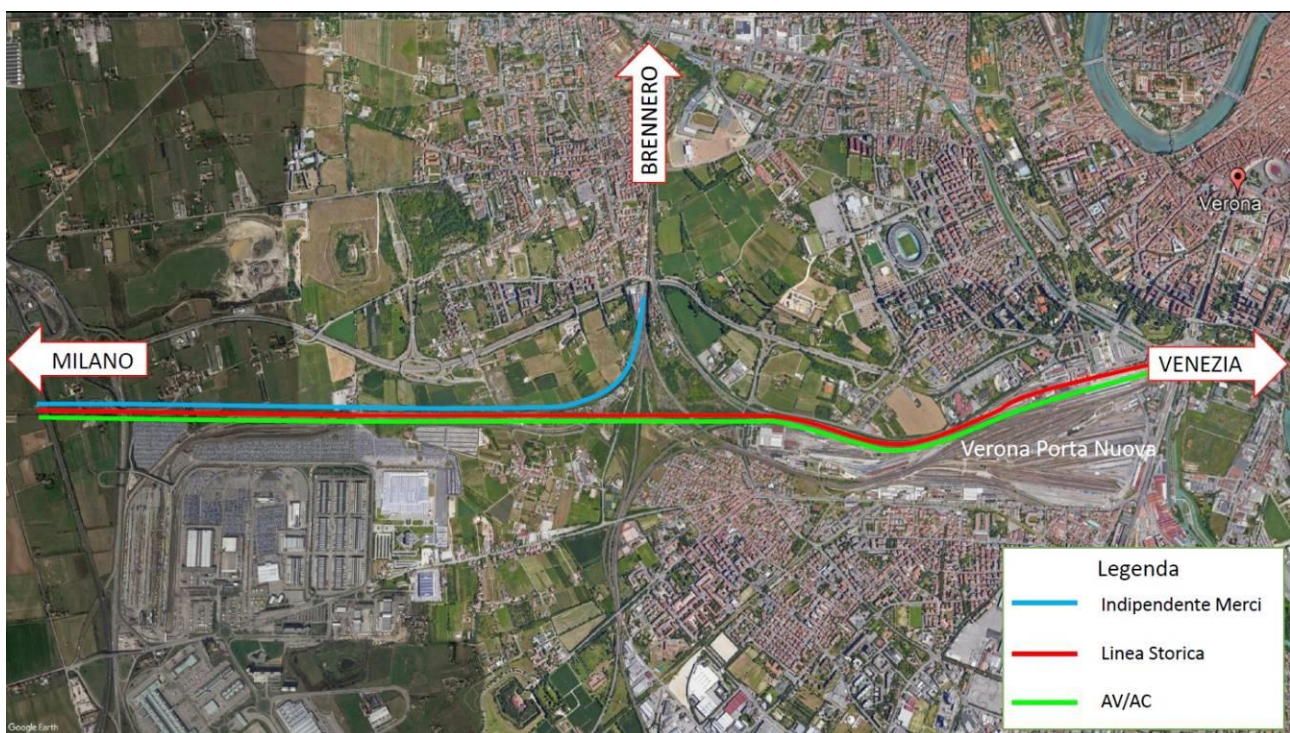 BRENNERO
Verona
MILANO
VENEZIA
Verona Porta Nuova
Legenda
Indipendente Merci
Linea Storica
AV/AC
Google Earth